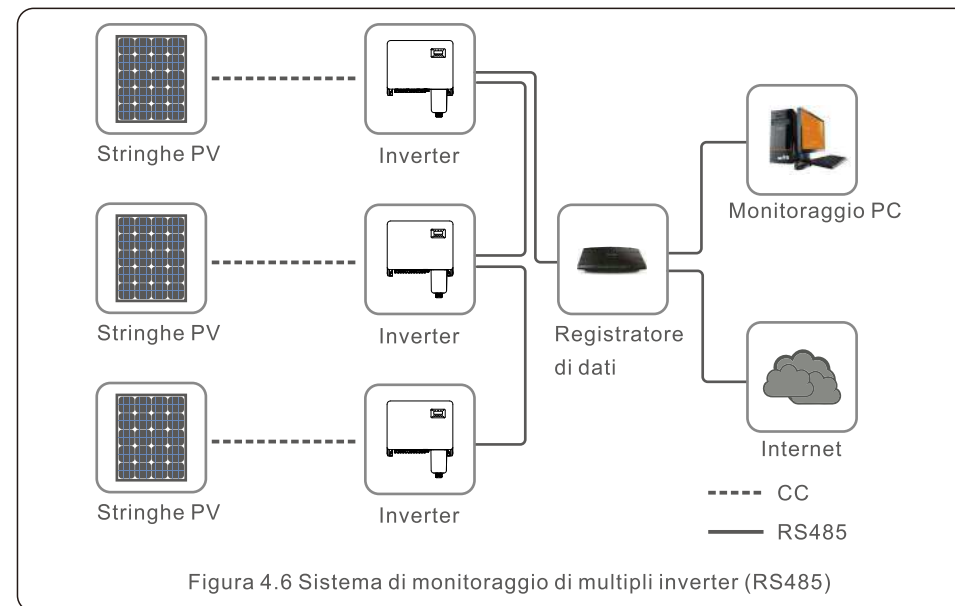 Stringhe PV
Inverter
Monitoraggio PC
Stringhe PV
Inverter
Registratore
di dati
Internet
Stringhe PV
Inverter
CC
RS485
Figura 4.6 Sistema di monitoraggio di multipli inverter (RS485)